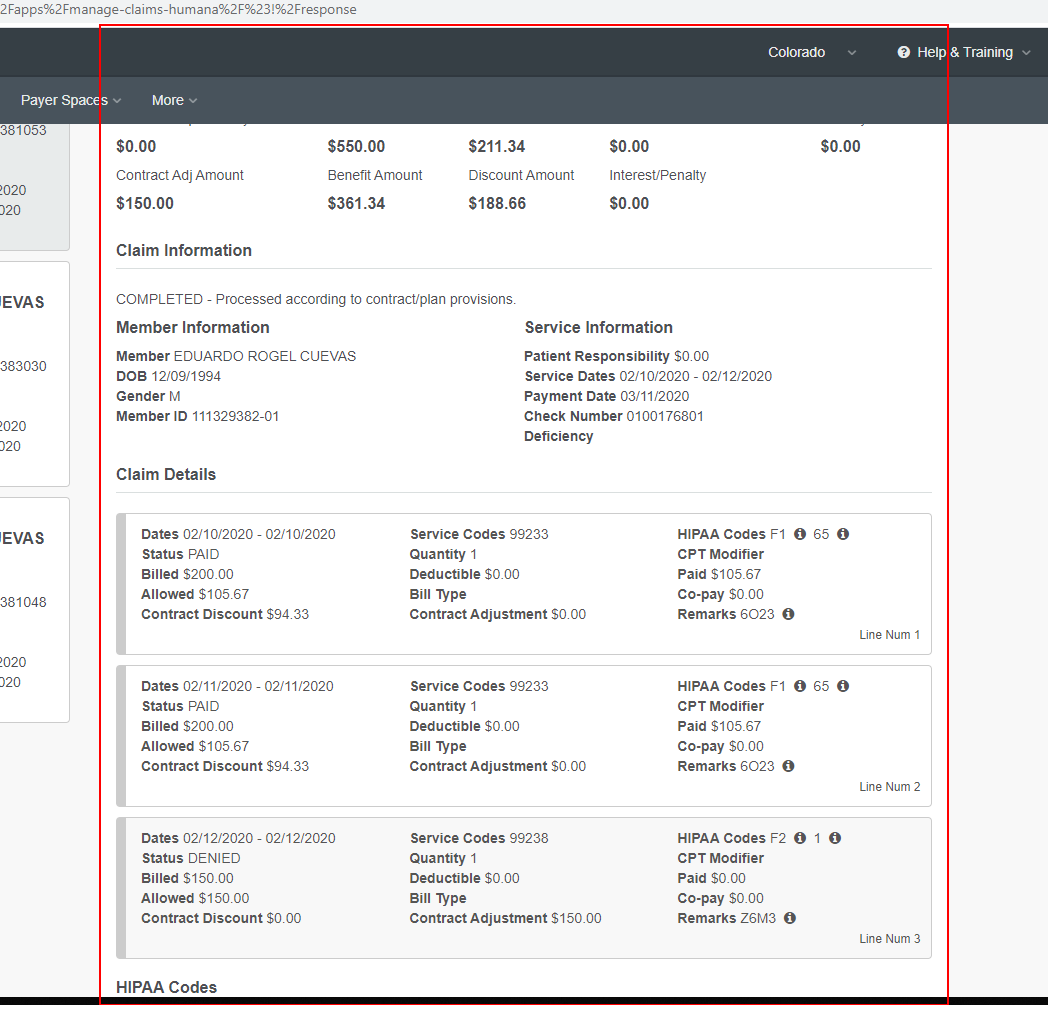 2Fapps%2Fmanage-claims-humana%2F%23!%2Fresponse
Colorado Help & Training
Payer Spaces More
381053
2020
020
UEVAS
383030
2020
020
UEVAS
381048
2020
020
$0.00 $550.00 $211.34 $0.00 $0.00
Contract Adj Amount Benefit Amount Discount Amount Interest/Penalty
$150.00 $361.34 $188.66 $0.00
Claim Information
COMPLETED - Processed according to contract/plan provisions.
Member Information
Member EDUARDO ROGEL CUEVAS
DOB 12/09/1994
Gender M
Member ID 111329382-01
Service Information
Patient Responsibility $0.00
Service Dates 02/10/2020 - 02/12/2020
Payment Date 03/11/2020
Check Number 0100176801
Deficiency
Claim Details
Dates 02/10/2020 - 02/10/2020 Service Codes 99233 HIPAA Codes F1 65
Status PAID Quantity 1 CPT Modifier
Billed $200.00 Deductible $0.00 Paid $105.67
Allowed $105.67 Bill Type Co-pay $0.00
Contract Discount $94.33 Contract Adjustment $0.00 Remarks 6O23
Line Num 1
Dates 02/11/2020 - 02/11/2020 Service Codes 99233 HIPAA Codes F1 65
Status PAID Quantity 1 CPT Modifier
Billed $200.00 Deductible $0.00 Paid $105.67
Allowed $105.67 Bill Type Co-pay $0.00
Contract Discount $94.33 Contract Adjustment $0.00 Remarks 6O23
Line Num 2
Dates 02/12/2020 - 02/12/2020 Service Codes 99238 HIPAA Codes F2 1
Status DENIED Quantity 1 CPT Modifier
Billed $150.00 Deductible $0.00 Paid $0.00
Allowed $150.00 Bill Type Co-pay $0.00
Contract Discount $0.00 Contract Adjustment $150.00 Remarks Z6M3
Line Num 3
HIPAA Codes